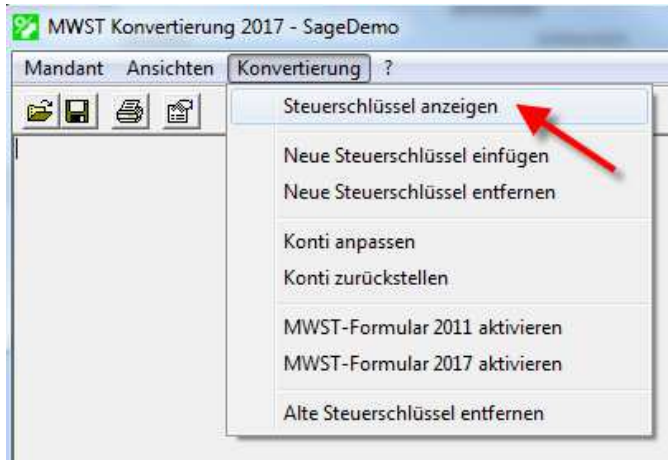 MWST Konvertierung 2017 - SageDemo
Mandant Ansichten Konvertierung ?
Steuerschlüssel anzeigen
Neue Steuerschlüssel einfügen
Neue Steuerschlüssel entfernen
Konti anpassen
Konti zurückstellen
MWST-Formular 2011 aktivieren
MWST-Formular 2017 aktivieren
Alte Steuerschlüssel entfernen